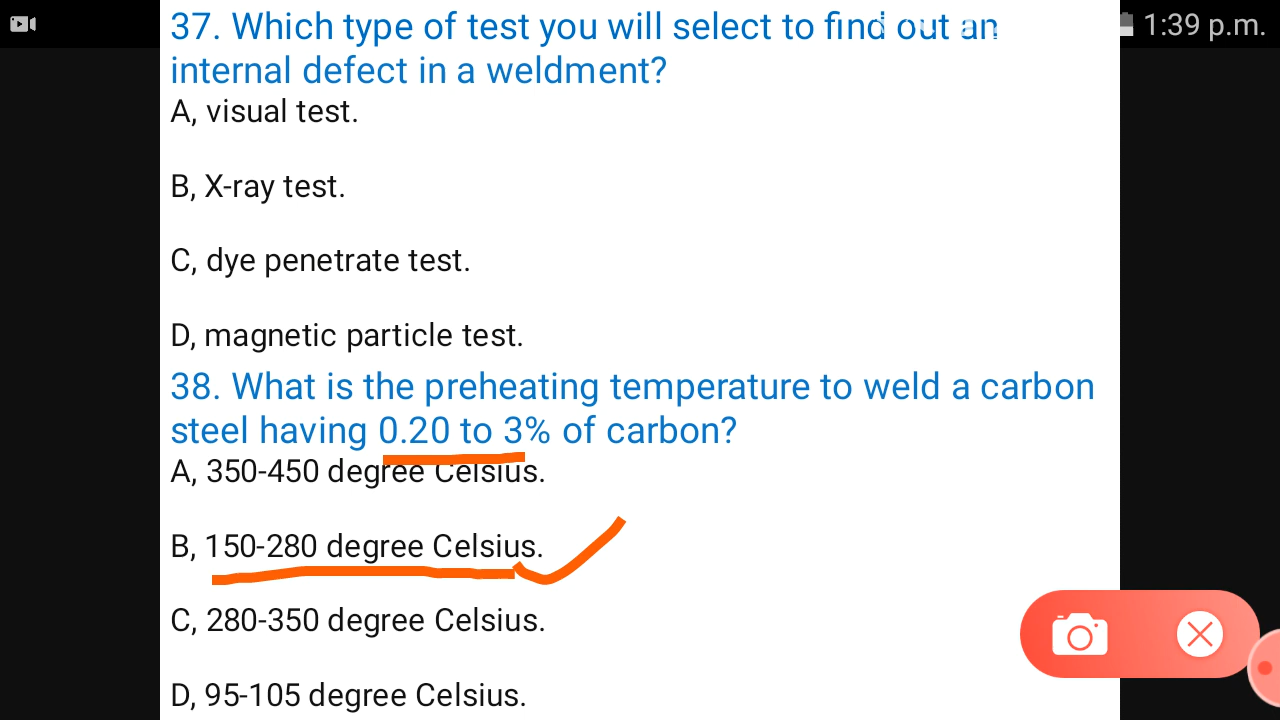 1:39 p.m.
37. Which type of test you will select to find out an
internal defect in a weldment?
A, visual test.
B, X-ray test.
C, dye penetrate test.
D, magnetic particle test.
38. What is the preheating temperature to weld a carbon
steel having 0.20 to 3% of carbon?
A, 350-450 degree Celsius.
B, 150-280 degree Celsius.
C, 280-350 degree Celsius.
D, 95-105 degree Celsius.